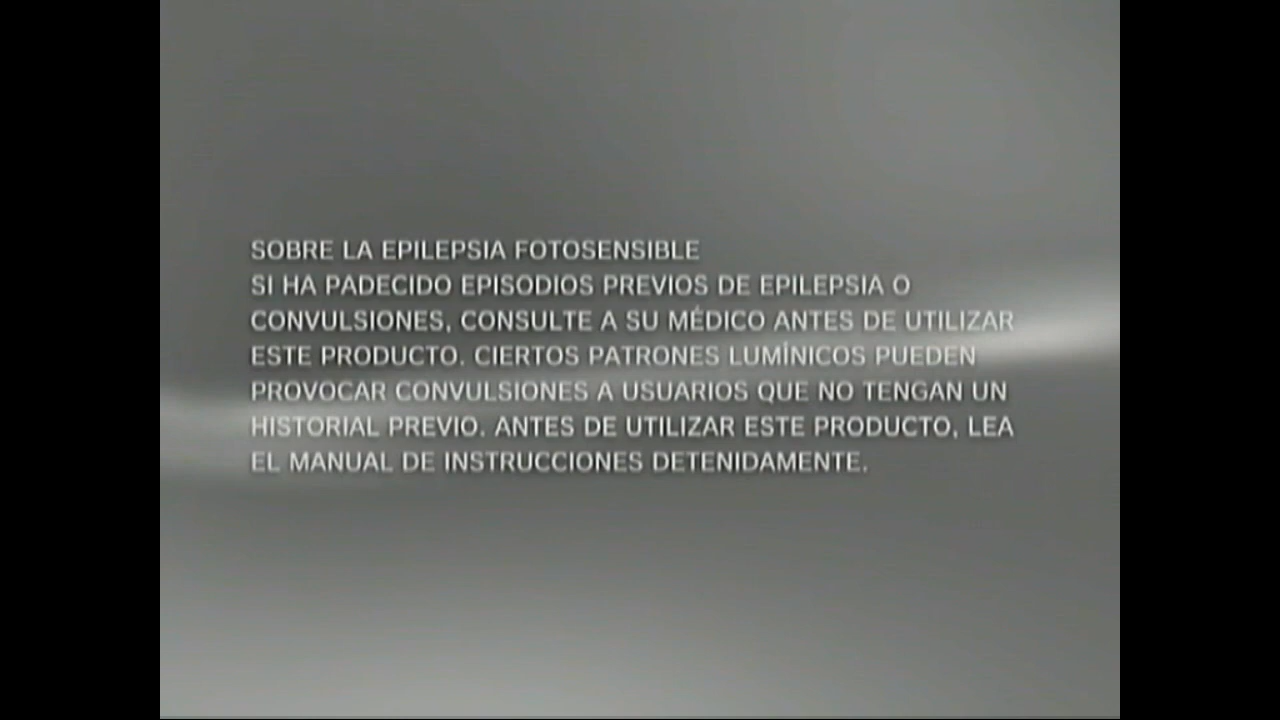 SOBRE LA EPILEPSIA FOTOSENSIBLE
SI HA PADECIDO EPISODIOS PREVIOS DE EPILEPSIA O
CONVULSIONES, CONSULTE A SU MÉDICO ANTES DE UTILIZAR
ESTE PRODUCTO. CIERTOS PATRONES LUMÍNICOS PUEDEN
PROVOCAR CONVULSIONES A USUARIOS QUE NO TENGAN UN
HISTORIAL PREVIO. ANTES DE UTILIZAR ESTE PRODUCTO, LEA
EL MANUAL DE INSTRUCCIONES DETENIDAMENTE.